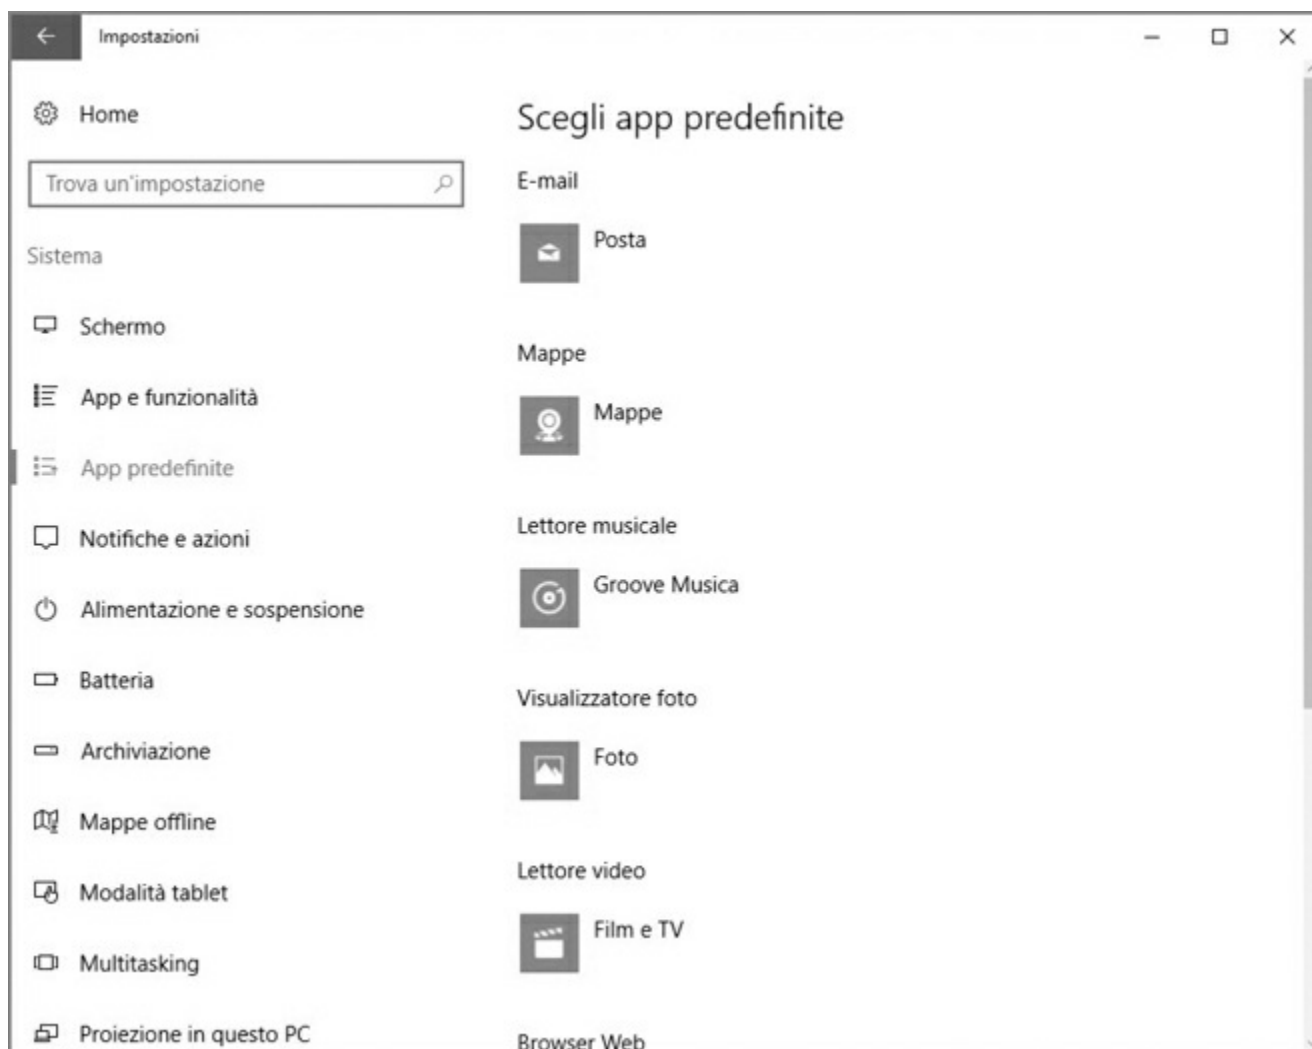 Impostazioni
Home
Trova un'impostazione
Sistema
Schermo
App e funzionalità
App predefinite
Notifiche e azioni
Alimentazione e sospensione
Batteria
Archiviazione
Mappe offline
Modalità tablet
Multitasking
Proiezione in questo PC
Scegli app predefinite
E-mail
Posta
Mappe
Mappe
Lettore musicale
Groove Musica
Visualizzatore foto
Foto
Lettore video
Film e TV
Browser Web